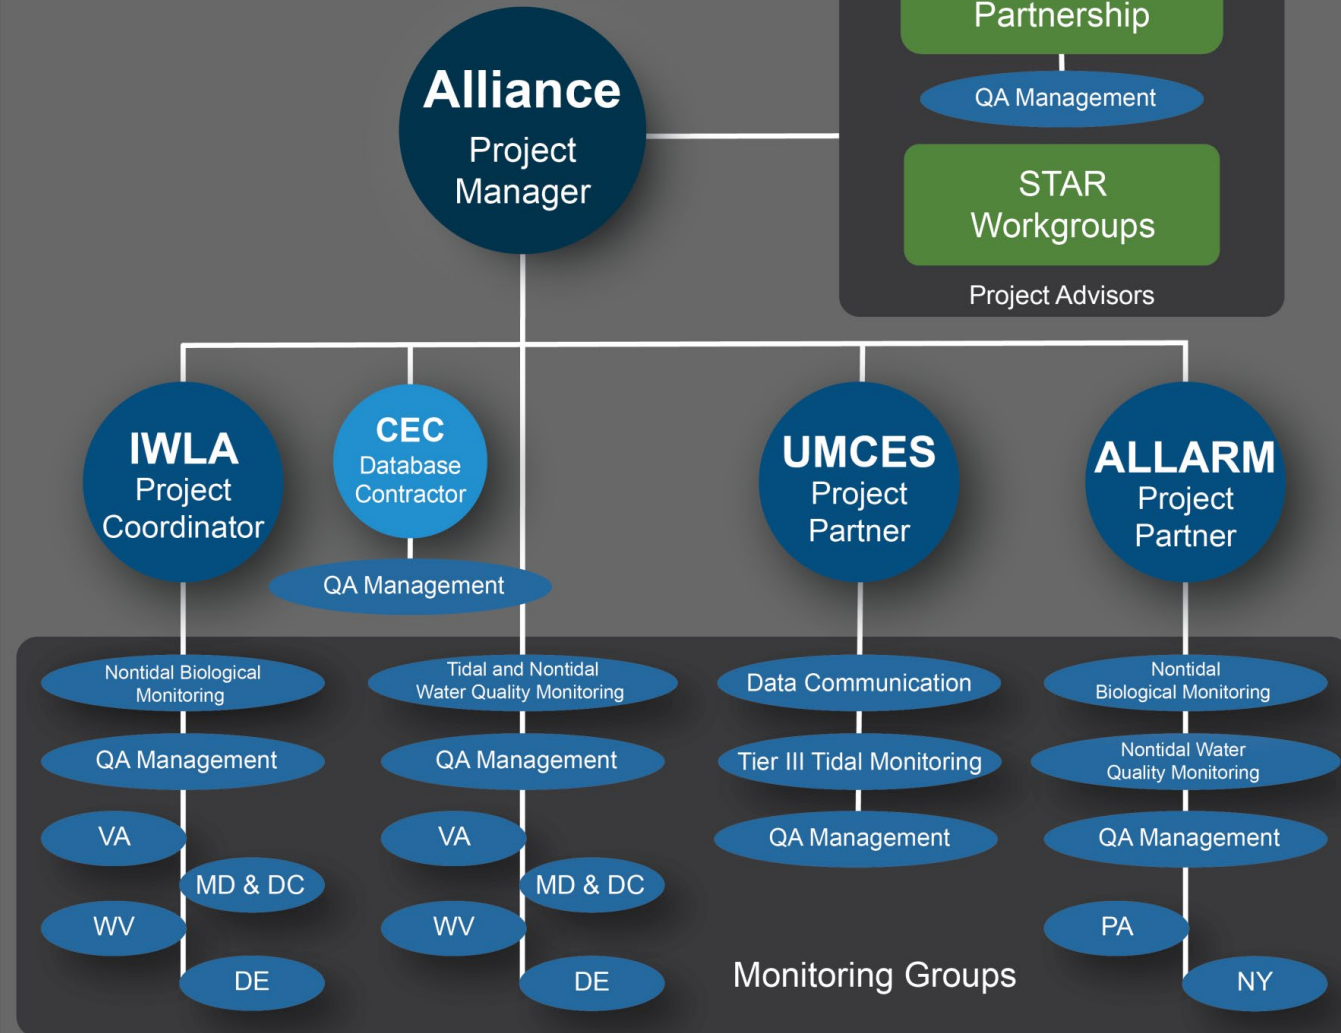 Partnership
QA Management
STAR
Workgroups
Project Advisors
Alliance
Project
Manager
IWLA
Project
Coordinator
CEC
Database
Contractor
QA Management
UMCES
Project
Partner
ALLARM
Project
Partner
Nontidal Biological
Monitoring
QA Management
VA
MD & DC
WV
DE
Tidal and Nontidal
Water Quality Monitoring
QA Management
VA
MD & DC
WV
DE
Data Communication
Tier III Tidal Monitoring
QA Management
Monitoring Groups
Nontidal
Biological Monitoring
Nontidal Water
Quality Monitoring
QA Management
PA
NY